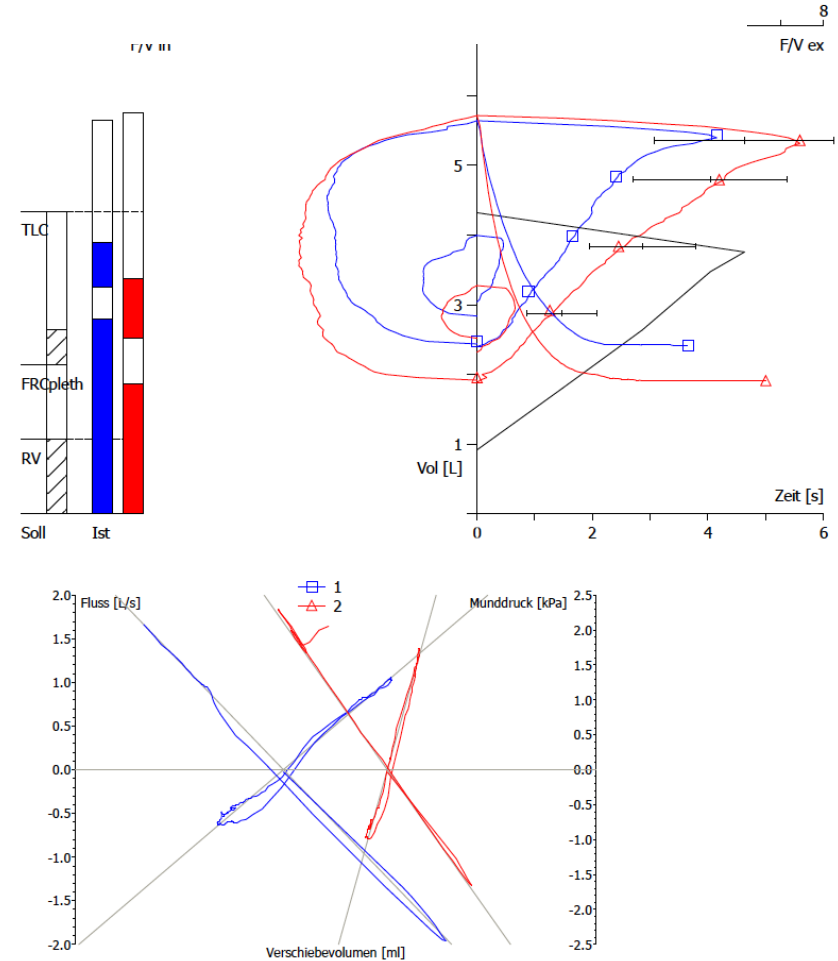 8
F/V in
F/V ex
5
TLC
3
FRCpleth
1
RV
Vol [L]
Zeit [s]
Soll Ist
0 2 4 6
2.0 Fluss [L/s] 1 Munddruck [kPa] 2.5
2 2.0
1.5
1.5
1.0 1.0
0.5 0.5
0.0 0.0
-0.5 -0.5
-1.0 -1.0
-1.5
-1.5 -2.0
-2.0 -2.5
Verschiebevolumen [ml]